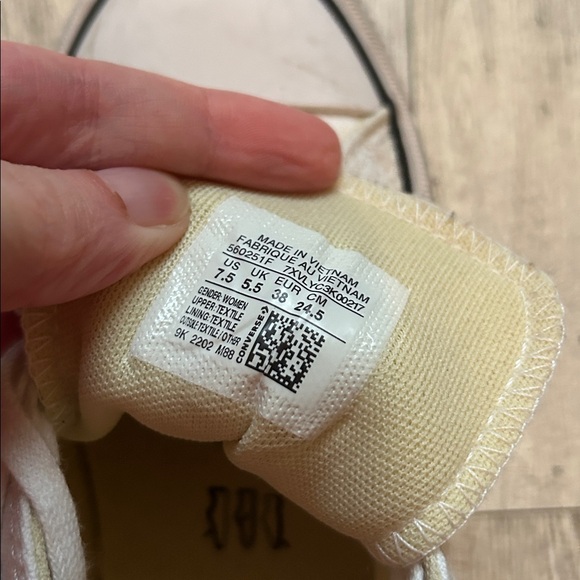 MADE IN VIETNAM
FABRIQUE AU VIETNAM
560251F 7XVLYC3K00217
US UK EUR CM
7.5 5.5 38 24.5
GENDER: WOMEN
UPPER: TEXTILE
LINING: TEXTILE
OUTSOLE: TEXTILE / OTHER
9K 2202 M88
CONVERSE